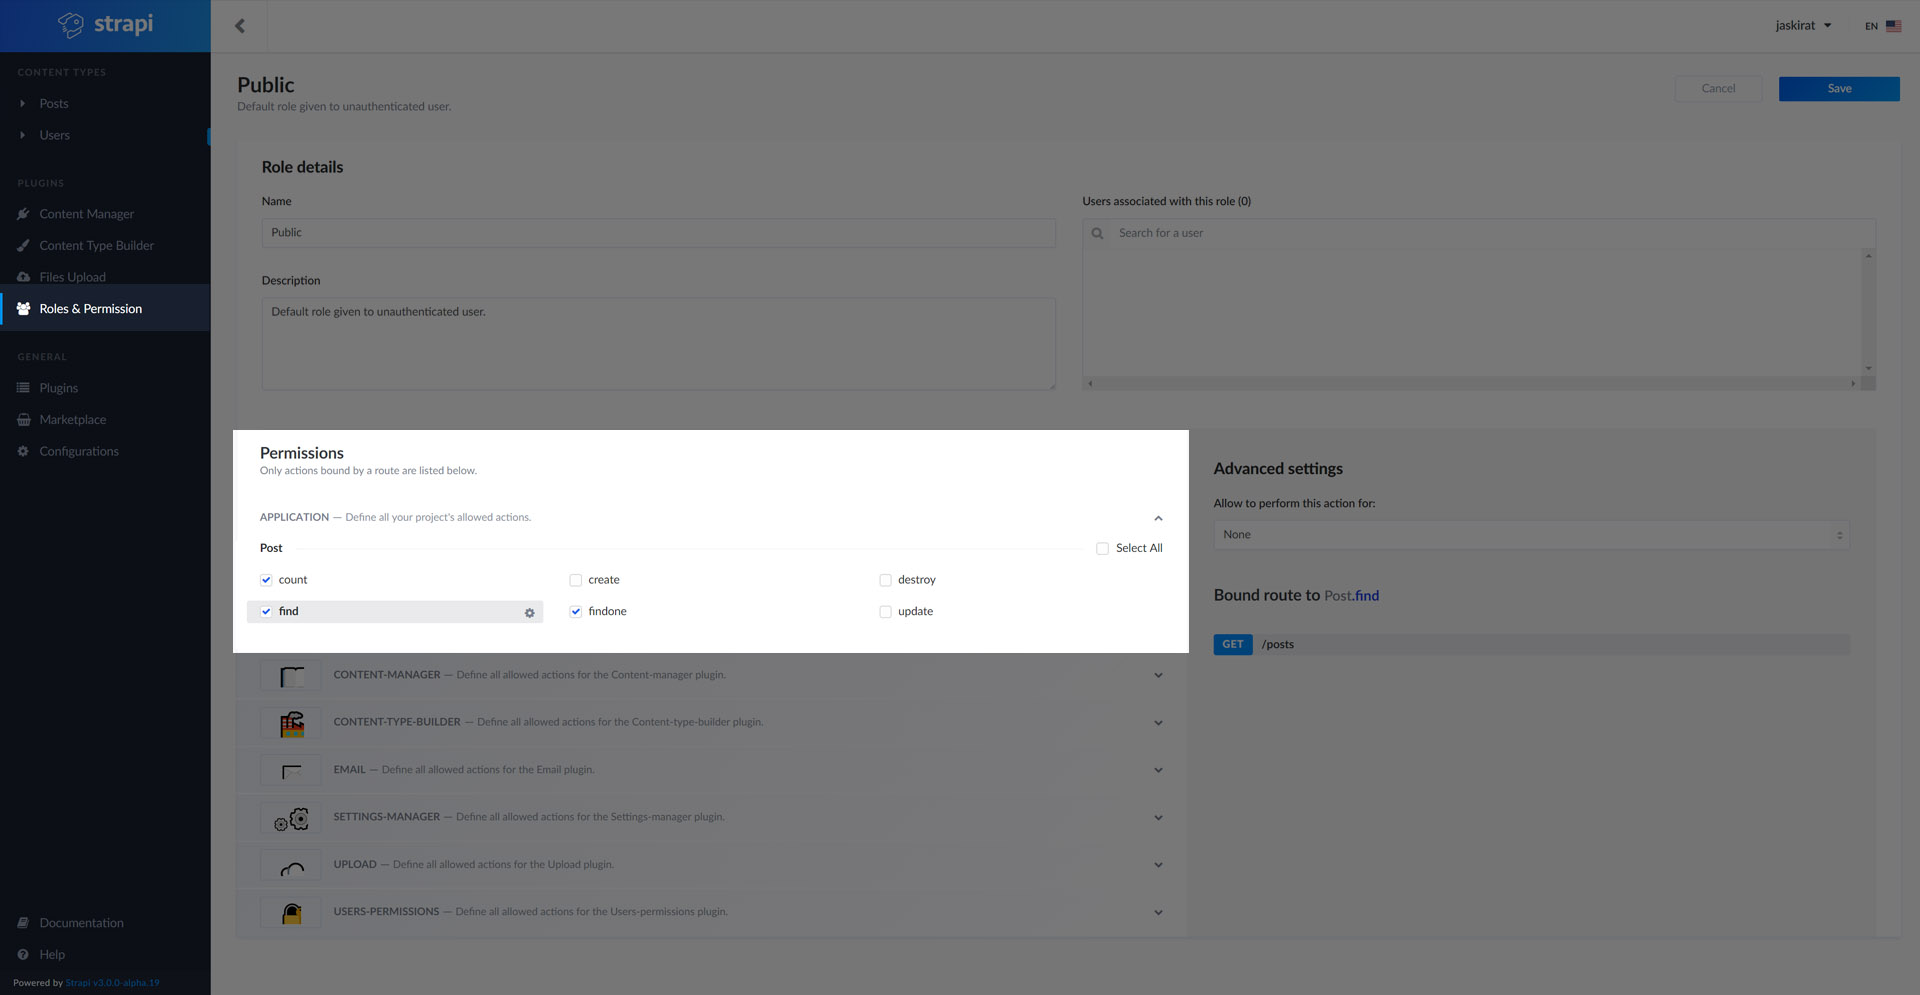 strapi
jaskirat
EN
CONTENT TYPES
Posts
Users
PLUGINS
Content Manager
Content Type Builder
Files Upload
Roles & Permission
GENERAL
Plugins
Marketplace
Configurations
Documentation
Help
Powered by Strapi v3.0.0-alpha.19
Public
Default role given to unauthenticated user.
Cancel
Save
Role details
Name
Public
Description
Default role given to unauthenticated user.
Users associated with this role (0)
Search for a user
Permissions
Only actions bound by a route are listed below.
APPLICATION — Define all your project's allowed actions.
Post
Select All
count
create
destroy
find
findone
update
CONTENT-MANAGER — Define all allowed actions for the Content-manager plugin.
CONTENT-TYPE-BUILDER — Define all allowed actions for the Content-type-builder plugin.
EMAIL — Define all allowed actions for the Email plugin.
SETTINGS-MANAGER — Define all allowed actions for the Settings-manager plugin.
UPLOAD — Define all allowed actions for the Upload plugin.
USERS-PERMISSIONS — Define all allowed actions for the Users-permissions plugin.
Advanced settings
Allow to perform this action for:
None
Bound route to Post.find
GET /posts